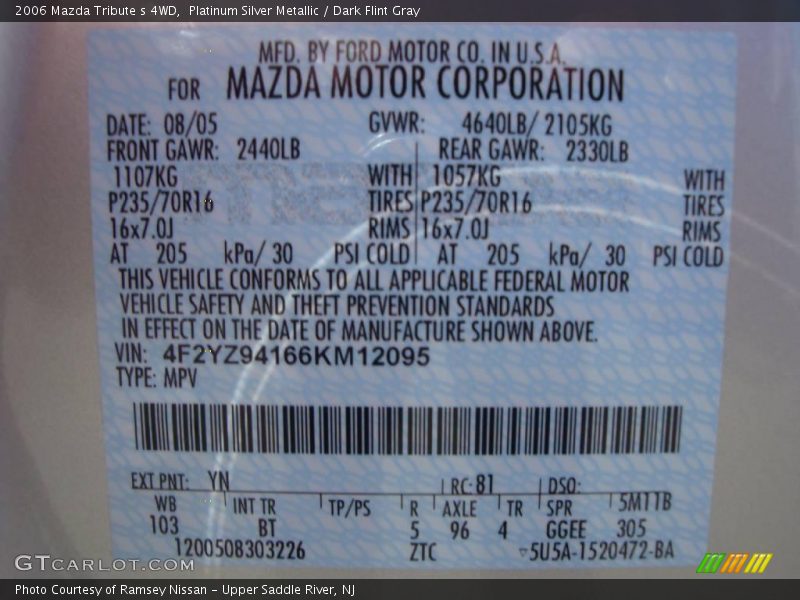 2006 Mazda Tribute s 4WD,  Platinum Silver Metallic / Dark Flint Gray
MFD. BY FORD MOTOR CO. IN U.S.A.
FOR MAZDA MOTOR CORPORATION
DATE: 08/05 GVWR: 4640LB/ 2105KG
FRONT GAWR: 2440LB REAR GAWR: 2330LB
1107KG WITH 1057KG WITH
P235/70R16 TIRES P235/70R16 TIRES
16x7.0J RIMS 16x7.0J RIMS
AT 205 kPa/ 30 PSI COLD AT 205 kPa/ 30 PSI COLD
THIS VEHICLE CONFORMS TO ALL APPLICABLE FEDERAL MOTOR
VEHICLE SAFETY AND THEFT PREVENTION STANDARDS
IN EFFECT ON THE DATE OF MANUFACTURE SHOWN ABOVE.
VIN: 4F2YZ94166KM12095
TYPE: MPV
EXT PNT: YN RC: 81 DSO:
WB INT TR TP/PS R AXLE TR SPR 5M11B
103 BT 5 96 4 GGEE 305
1200508303226 ZTC 5U5A-1520472-BA
GTCARLOT.COM
Photo Courtesy of Ramsey Nissan – Upper Saddle River, NJ